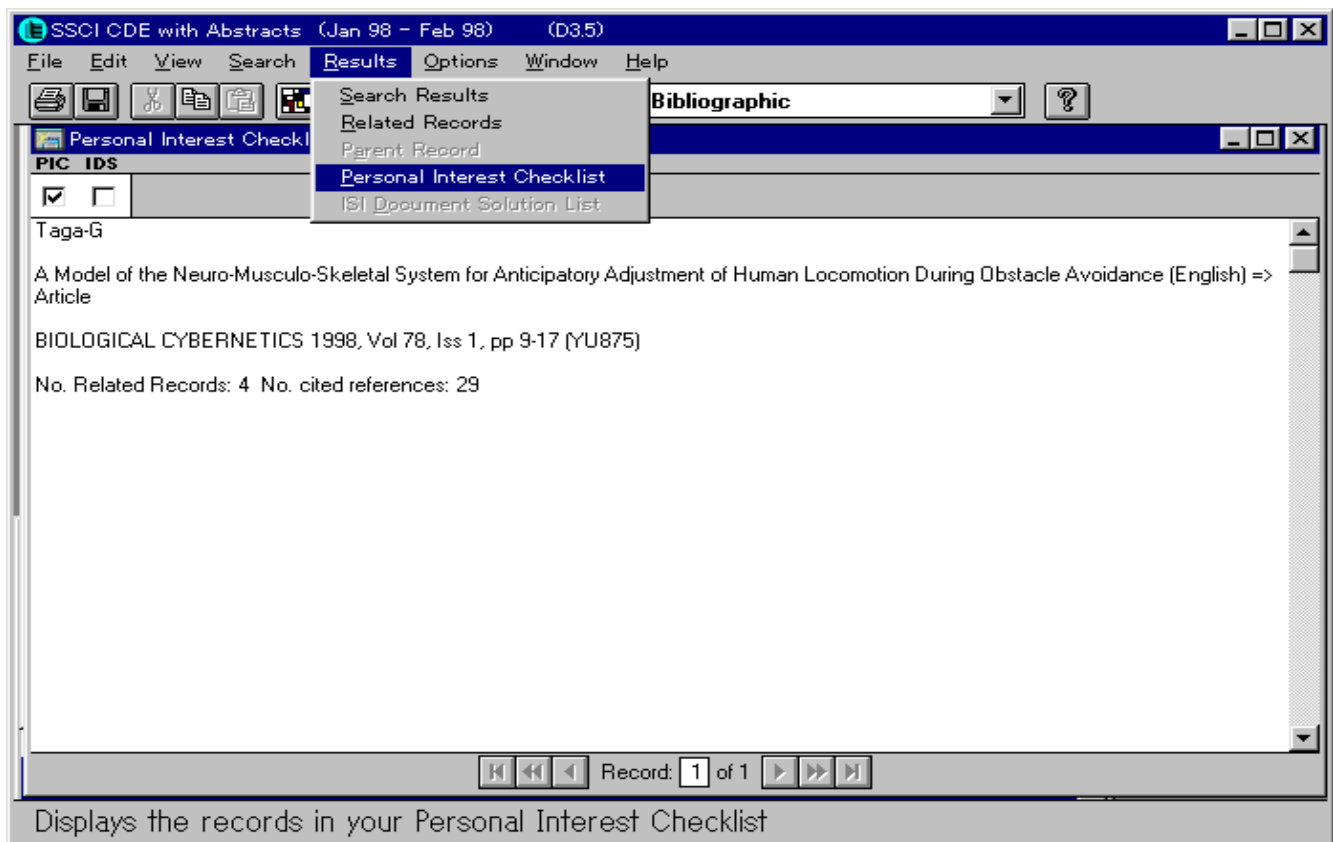 SSCI CDE with Abstracts (Jan 98 - Feb 98) (D3.5)
File Edit View Search Results Options Window Help
Bibliographic
Search Results
Related Records
Parent Record
Personal Interest Checklist
ISI Document Solution List
Personal Interest Checkl
PIC IDS
Taga-G
A Model of the Neuro-Musculo-Skeletal System for Anticipatory Adjustment of Human Locomotion During Obstacle Avoidance (English) =>
Article
BIOLOGICAL CYBERNETICS 1998, Vol 78, Iss 1, pp 9-17 (YU875)
No. Related Records: 4 No. cited references: 29
Record: 1 of 1
Displays the records in your Personal Interest Checklist